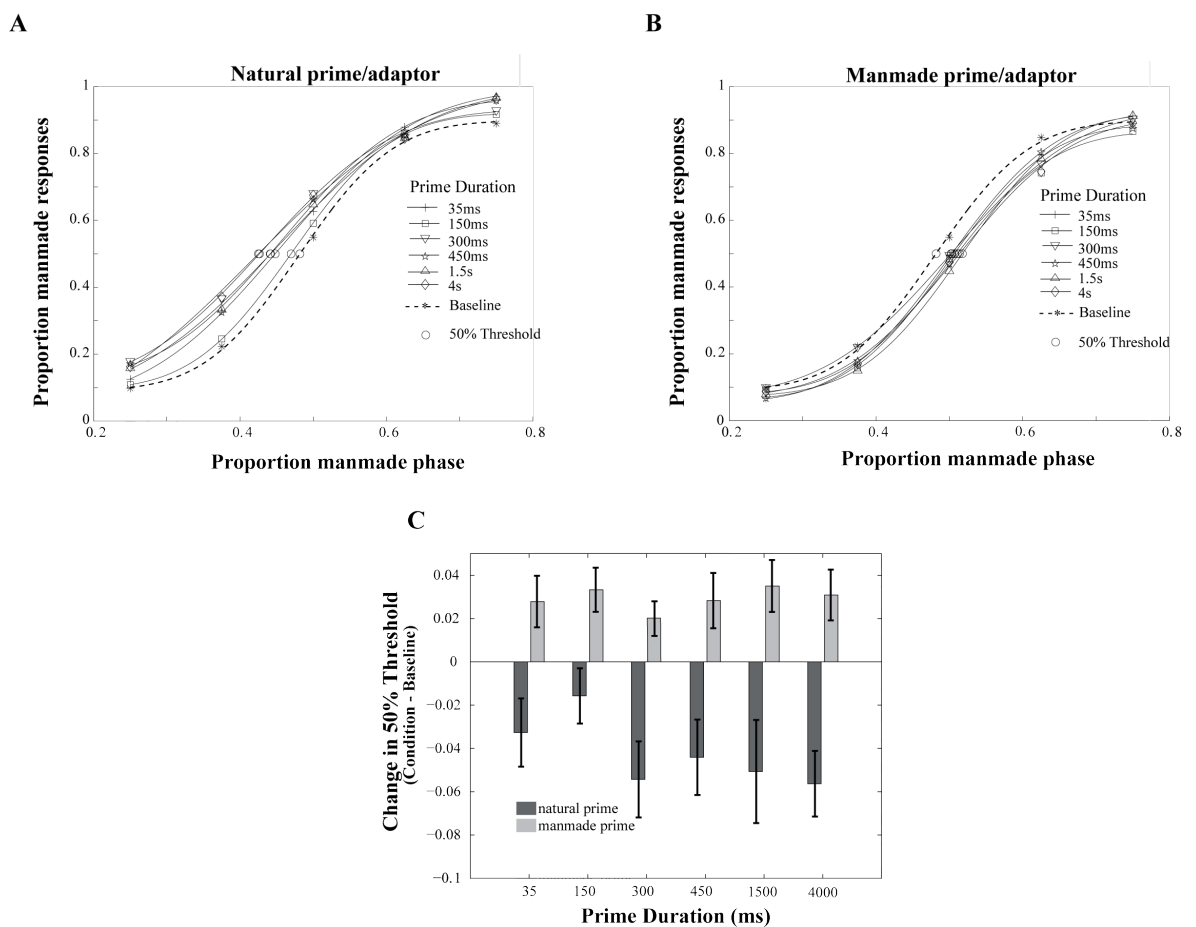 A
B
Natural prime/adaptor
Manmade prime/adaptor
Proportion manmade responses
1
0.8
0.6
0.4
0.2
0
0.2
0.4
0.6
0.8
Proportion manmade phase
Prime Duration
35ms
150ms
300ms
450ms
1.5s
4s
Baseline
50% Threshold
Proportion manmade responses
1
0.8
0.6
0.4
0.2
0
0.2
0.4
0.6
0.8
Proportion manmade phase
Prime Duration
35ms
150ms
300ms
450ms
1.5s
4s
Baseline
50% Threshold
C
Change in 50% Threshold
(Condition - Baseline)
0.04
0.02
0
−0.02
−0.04
−0.06
−0.08
−0.1
natural prime
manmade prime
35
150
300
450
1500
4000
Prime Duration (ms)